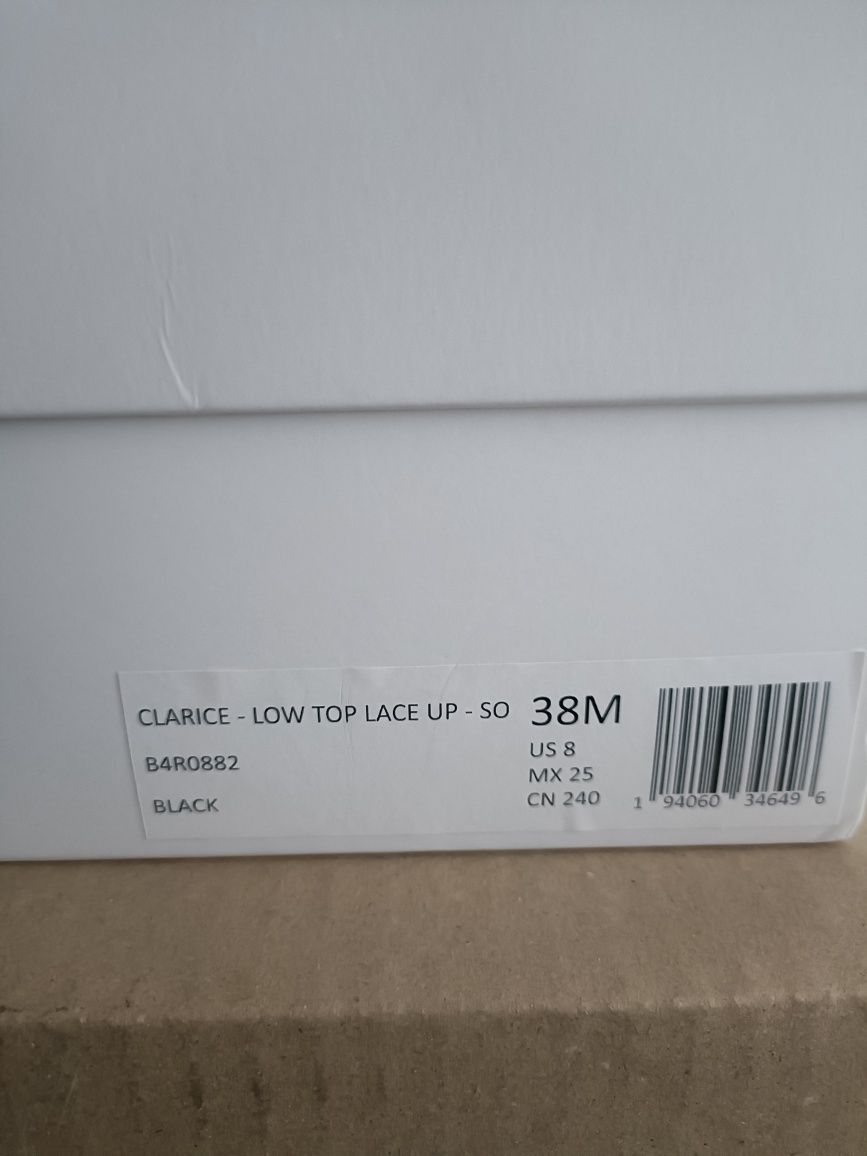 CLARICE - LOW TOP LACE UP - SO
B4R0882
BLACK
38M
US 8
MX 25
CN 240
1 94060 34649 6